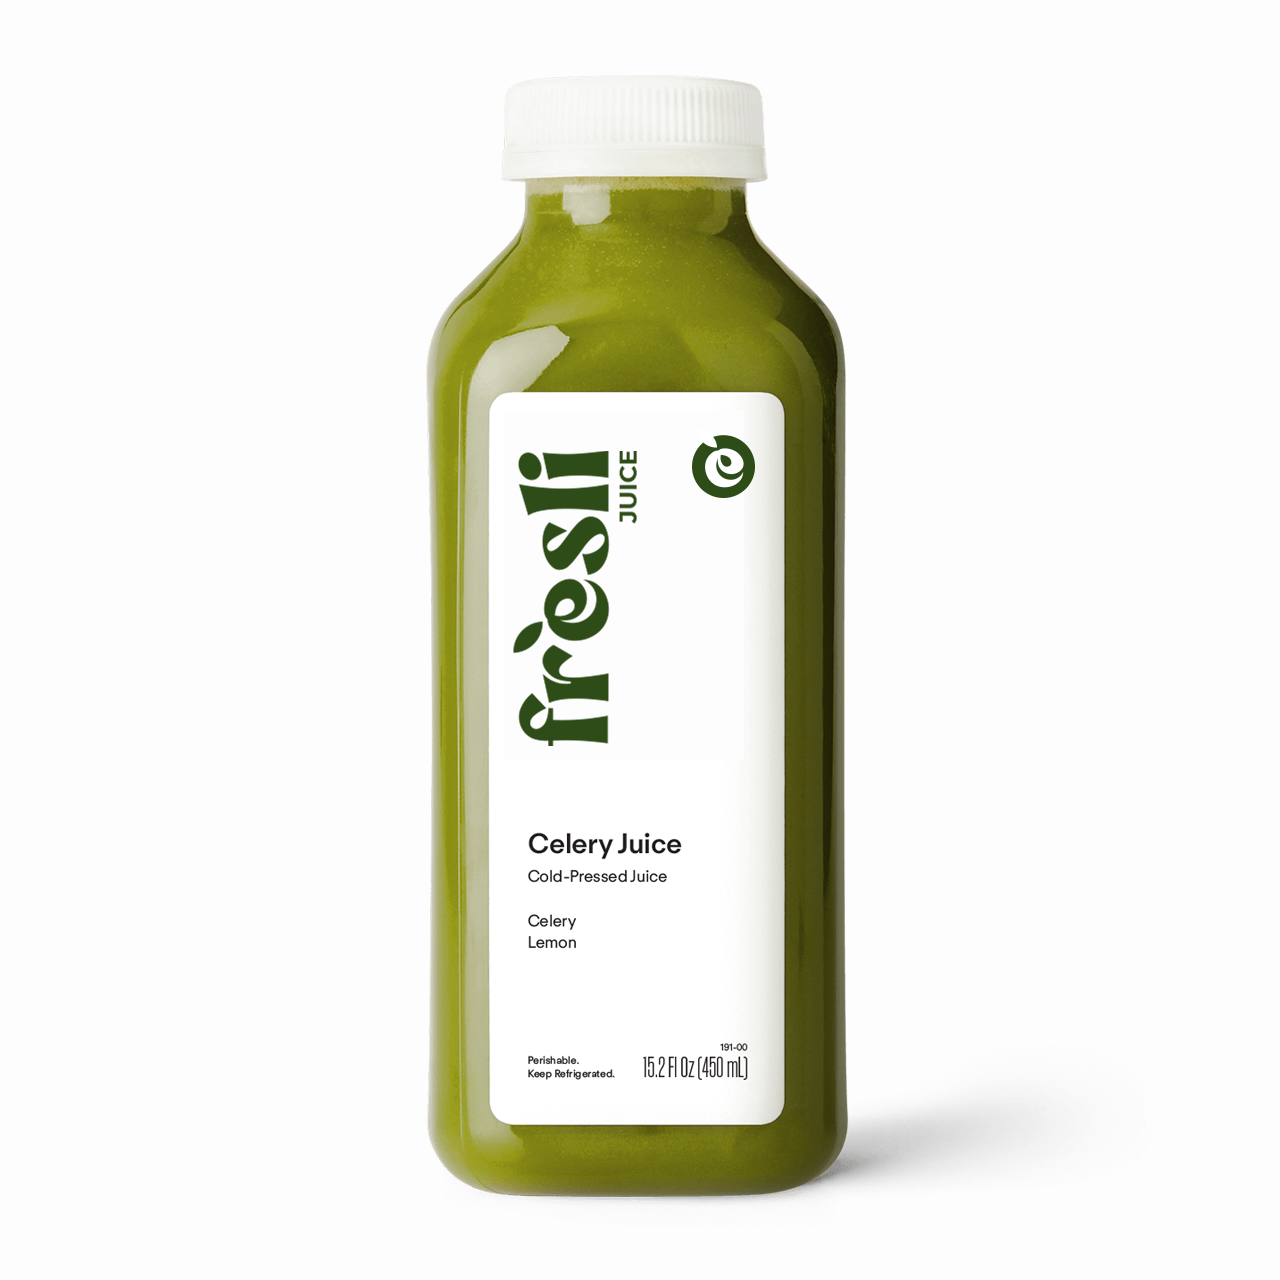 frèsli
JUICE
Celery Juice
Cold-Pressed Juice
Celery
Lemon
191-00
Perishable.
Keep Refrigerated.
15.2 Fl Oz (450 mL)